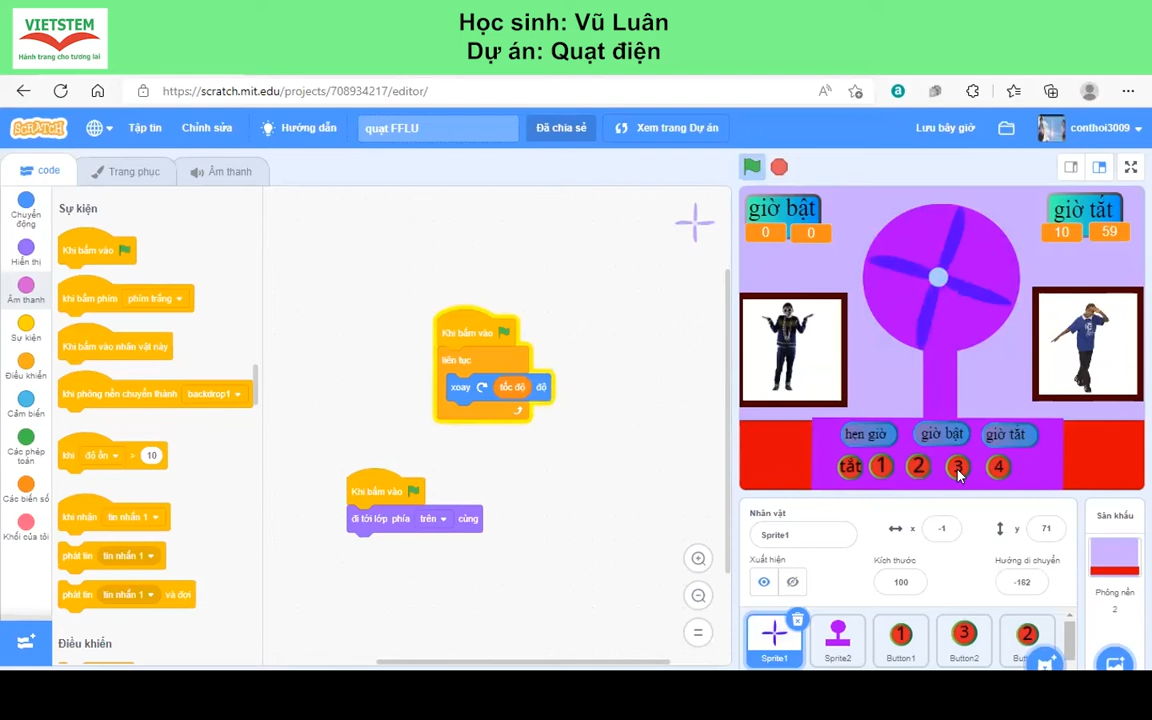 VIETSTEM
Hành trang cho tương lai
Học sinh: Vũ Luân
Dự án: Quạt điện
https://scratch.mit.edu/projects/708934217/editor/
SCRATCH
Tập tin
Chỉnh sửa
Hướng dẫn
quạt FFLU
Đã chia sẻ
Xem trang Dự án
Lưu bây giờ
conthoi3009
code
Trang phục
Âm thanh
Chuyển động
Hiển thị
Âm thanh
Sự kiện
Điều khiển
Cảm biến
Các phép toán
Các biến số
Khối của tôi
Sự kiện
Khi bấm vào
khi bấm phím phím trắng
Khi bấm vào nhân vật này
khi phông nền chuyển thành backdrop1
khi độ ồn > 10
khi nhận tin nhắn 1
phát tin tin nhắn 1
phát tin tin nhắn 1 và đợi
Điều khiển
Khi bấm vào
liên tục
xoay tốc độ độ
Khi bấm vào
đi tới lớp phía trên cùng
giờ bật
0 0
giờ tắt
10 59
hẹn giờ giờ bật giờ tắt
tắt 1 2 3 4
Nhân vật
Sprite1
x -1
y 71
Xuất hiện
Kích thước
100
Hướng di chuyển
-162
Sân khấu
Phông nền
2
1 3 2
Sprite1 Sprite2 Button1 Button2